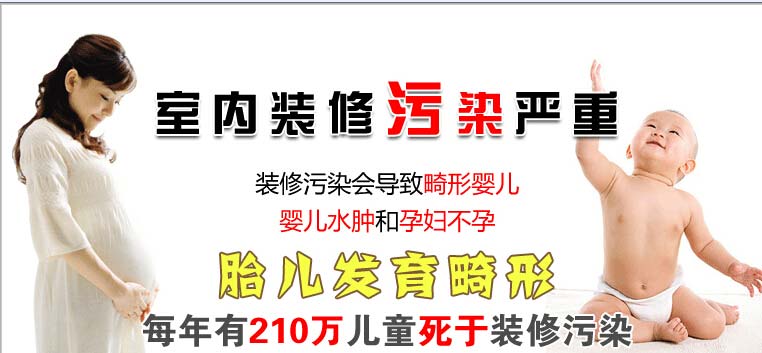 室内装修污染严重
装修污染会导致畸形婴儿
婴儿水肿和孕妇不孕
胎儿发育畸形
每年有210万儿童死于装修污染